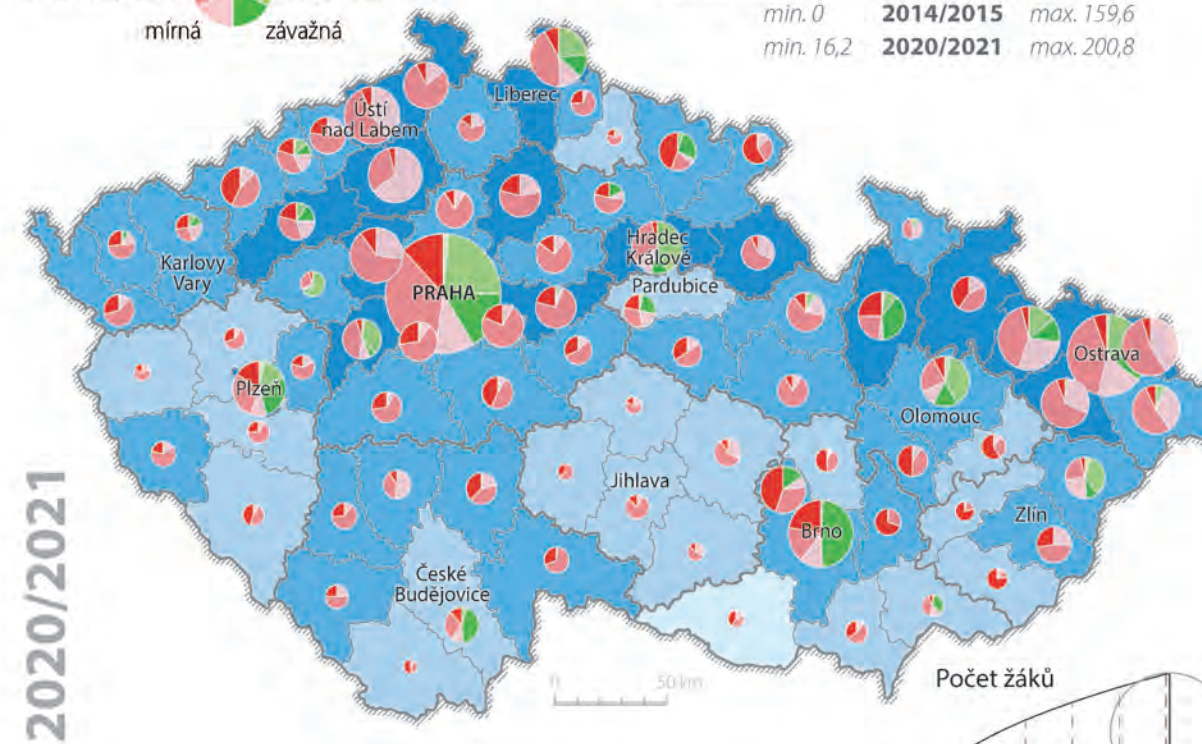 mírná závažná
min. 0 2014/2015 max. 159,6
min. 16,2 2020/2021 max. 200,8
Liberec
Ústí
nad Labem
Karlovy
Vary
Hradec
Králové
Pardubice
PRAHA
Plzeň
Ostrava
Olomouc
Jihlava
Brno
Zlín
České
Budějovice
2020/2021
0 50 km
Počet žáků